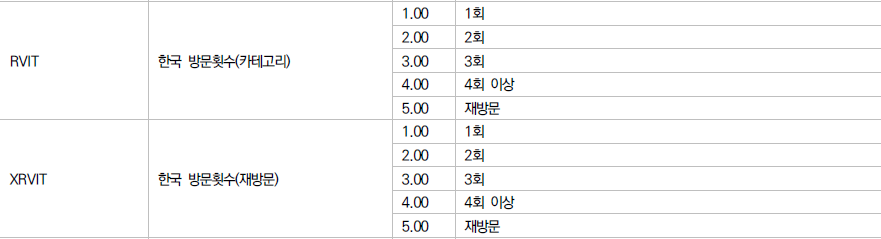 1.00 1회
2.00 2회
RVIT 한국 방문횟수(카테고리) 3.00 3회
4.00 4회 이상
5.00 재방문
1.00 1회
2.00 2회
XRVIT 한국 방문횟수(재방문) 3.00 3회
4.00 4회 이상
5.00 재방문